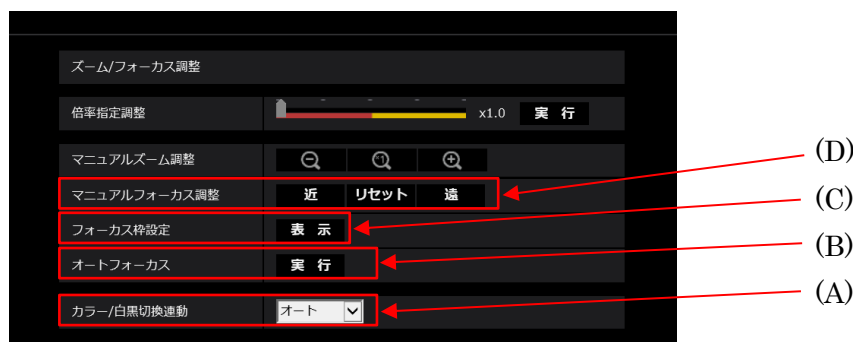 ズーム/フォーカス調整
倍率指定調整 x1.0 実 行
マニュアルズーム調整
(D)
マニュアルフォーカス調整 近 リセット 遠
(C)
フォーカス枠設定 表 示
(B)
オートフォーカス 実 行
(A)
カラー/白黒切換連動 オート